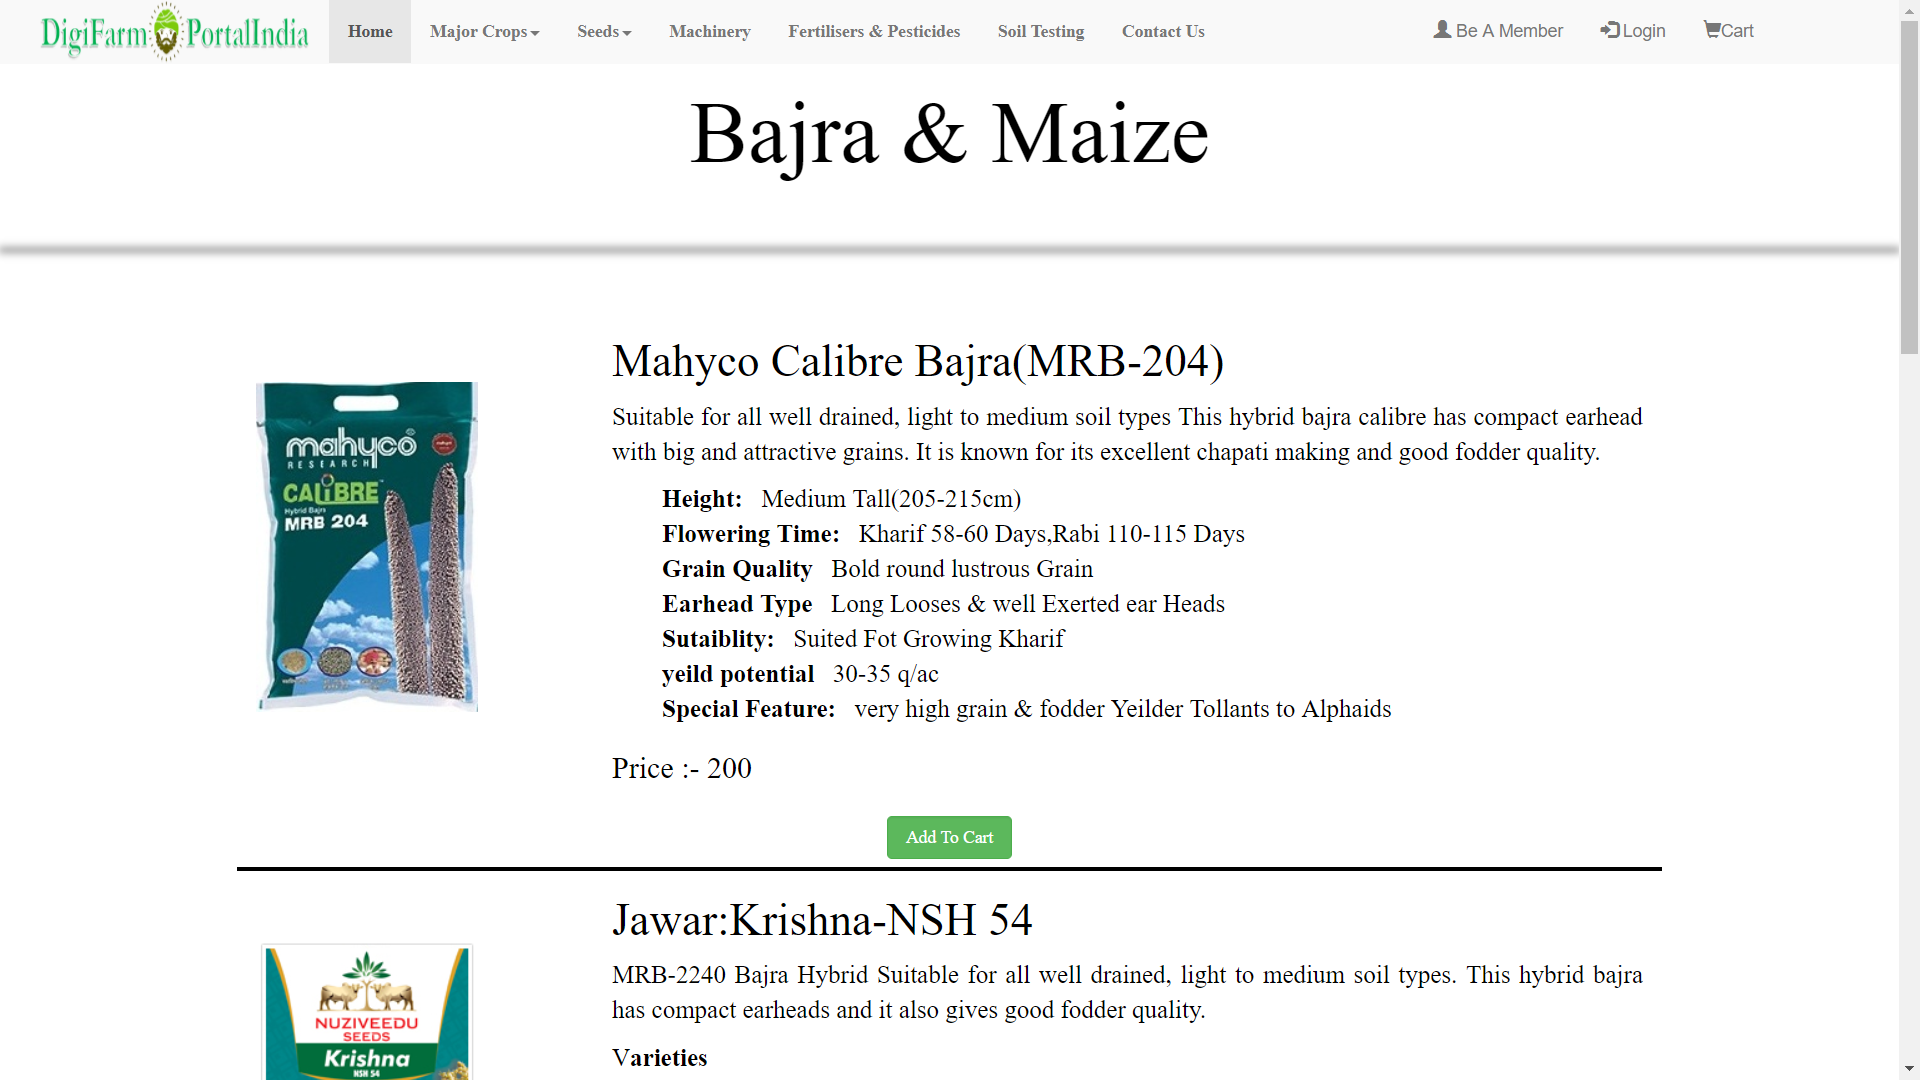 DigiFarm PortalIndia
Home Major Crops Seeds Machinery Fertilisers & Pesticides Soil Testing Contact Us Be A Member Login Cart
Bajra & Maize
Mahyco Calibre Bajra(MRB-204)
Suitable for all well drained, light to medium soil types This hybrid bajra calibre has compact earhead
with big and attractive grains. It is known for its excellent chapati making and good fodder quality.
Height: Medium Tall(205-215cm)
Flowering Time: Kharif 58-60 Days,Rabi 110-115 Days
Grain Quality Bold round lustrous Grain
Earhead Type Long Looses & well Exerted ear Heads
Sutaiblity: Suited Fot Growing Kharif
yeild potential 30-35 q/ac
Special Feature: very high grain & fodder Yeilder Tollants to Alphaids
Price :- 200
Add To Cart
mahyco
RESEARCH
CALIBRE
Hybrid Bajra
MRB 204
Jawar:Krishna-NSH 54
MRB-2240 Bajra Hybrid Suitable for all well drained, light to medium soil types. This hybrid bajra
has compact earheads and it also gives good fodder quality.
Varieties
NUZIVEEDU
SEEDS
Krishna
NSH 54